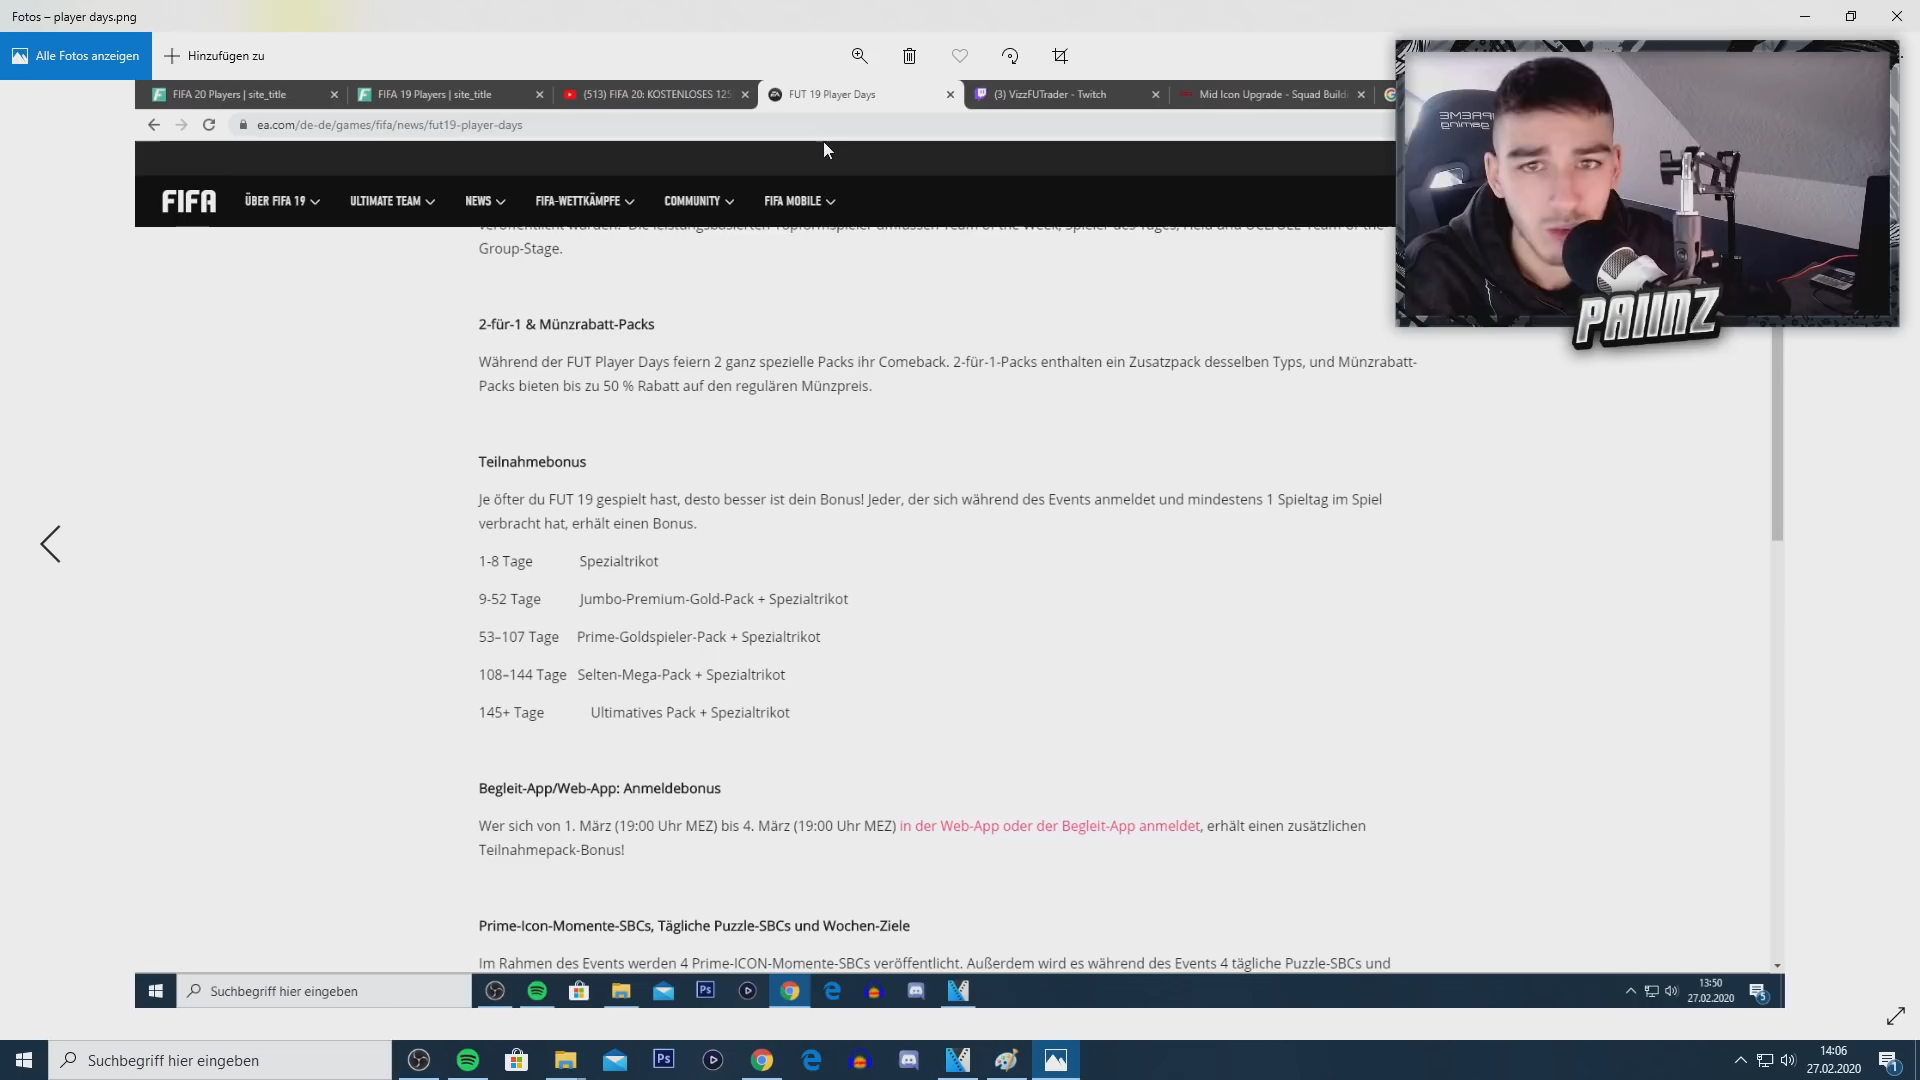 Fotos – player days.png
Alle Fotos anzeigen
Hinzufügen zu
FIFA 20 Players | site_title
FIFA 19 Players | site_title
(513) FIFA 20: KOSTENLOSES 125
FUT 19 Player Days
(3) VizzFUTrader - Twitch
Mid Icon Upgrade - Squad Build
ea.com/de-de/games/fifa/news/fut19-player-days
FIFA
ÜBER FIFA 19
ULTIMATE TEAM
NEWS
FIFA-WETTKÄMPFE
COMMUNITY
FIFA MOBILE
PAIINZ
Group-Stage.
2-für-1 & Münzrabatt-Packs
Während der FUT Player Days feiern 2 ganz spezielle Packs ihr Comeback. 2-für-1-Packs enthalten ein Zusatzpack desselben Typs, und Münzrabatt-
Packs bieten bis zu 50 % Rabatt auf den regulären Münzpreis.
Teilnahmebonus
Je öfter du FUT 19 gespielt hast, desto besser ist dein Bonus! Jeder, der sich während des Events anmeldet und mindestens 1 Spieltag im Spiel
verbracht hat, erhält einen Bonus.
1-8 Tage Spezialtrikot
9-52 Tage Jumbo-Premium-Gold-Pack + Spezialtrikot
53–107 Tage Prime-Goldspieler-Pack + Spezialtrikot
108–144 Tage Selten-Mega-Pack + Spezialtrikot
145+ Tage Ultimatives Pack + Spezialtrikot
Begleit-App/Web-App: Anmeldebonus
Wer sich von 1. März (19:00 Uhr MEZ) bis 4. März (19:00 Uhr MEZ) in der Web-App oder der Begleit-App anmeldet, erhält einen zusätzlichen
Teilnahmepack-Bonus!
Prime-Icon-Momente-SBCs, Tägliche Puzzle-SBCs und Wochen-Ziele
Im Rahmen des Events werden 4 Prime-ICON-Momente-SBCs veröffentlicht. Außerdem wird es während des Events 4 tägliche Puzzle-SBCs und
Suchbegriff hier eingeben
Ps
13:50
27.02.2020
5
Suchbegriff hier eingeben
Ps
14:06
27.02.2020
1